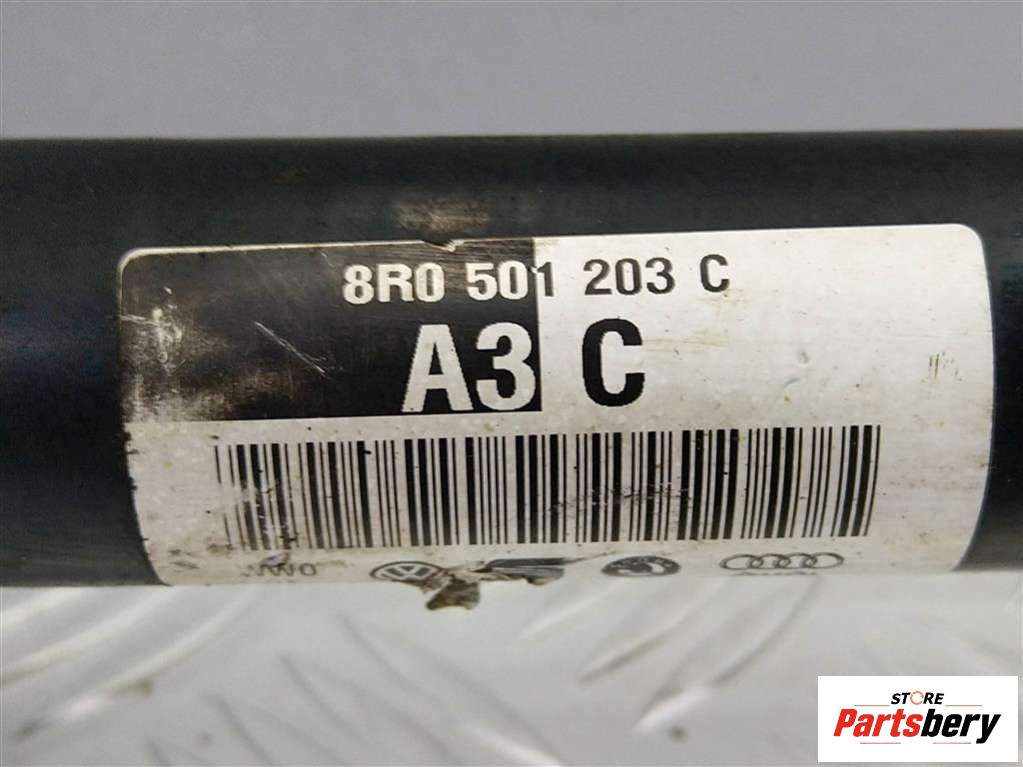 8R0 501 203 C
A3 C
STORE
Partsbery